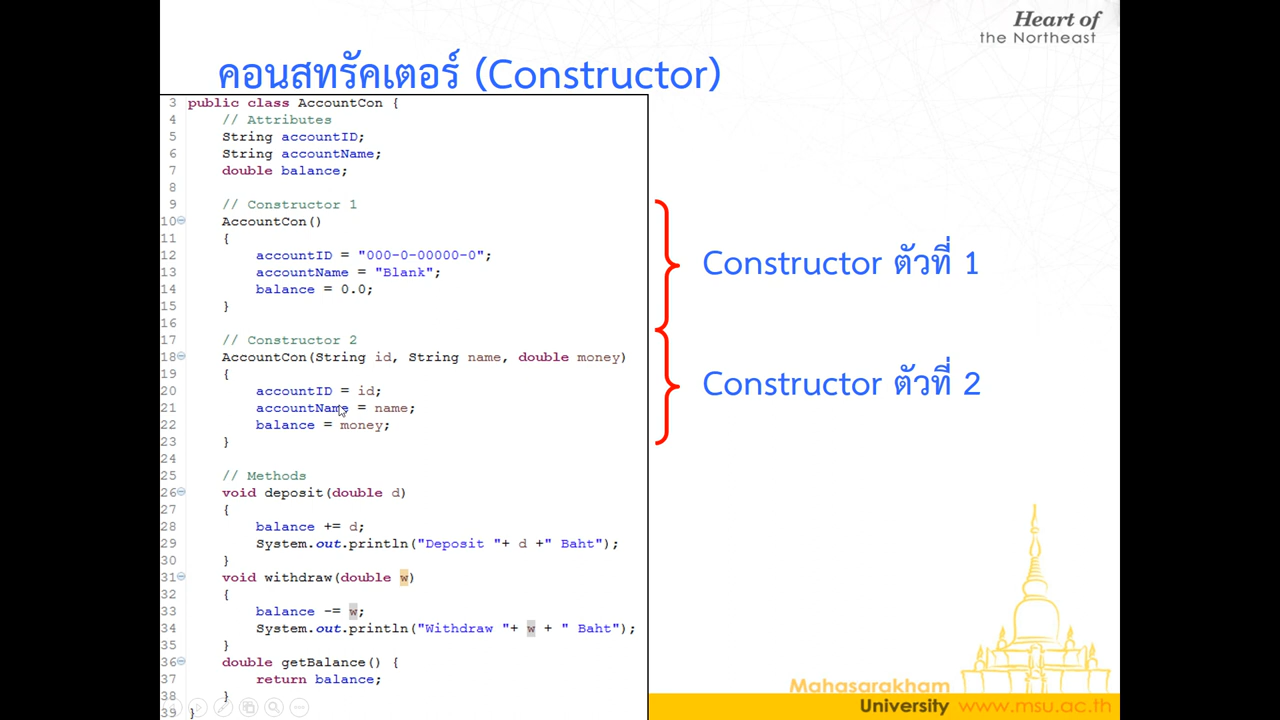 Heart of
the Northeast
คอนสทรัคเตอร์ (Constructor)
3 public class AccountCon {
4 // Attributes
5 String accountID;
6 String accountName;
7 double balance;
8
9 // Constructor 1
10 AccountCon()
11 {
12 accountID = "000-0-00000-0";
13 accountName = "Blank";
14 balance = 0.0;
15 }
16
17 // Constructor 2
18 AccountCon(String id, String name, double money)
19 {
20 accountID = id;
21 accountName = name;
22 balance = money;
23 }
24
25 // Methods
26 void deposit(double d)
27 {
28 balance += d;
29 System.out.println("Deposit "+ d +" Baht");
30 }
31 void withdraw(double w)
32 {
33 balance -= w;
34 System.out.println("Withdraw "+ w + " Baht");
35 }
36 double getBalance() {
37 return balance;
38 }
39 }
Constructor ตัวที่ 1
Constructor ตัวที่ 2
Mahasarakham
University www.msu.ac.th